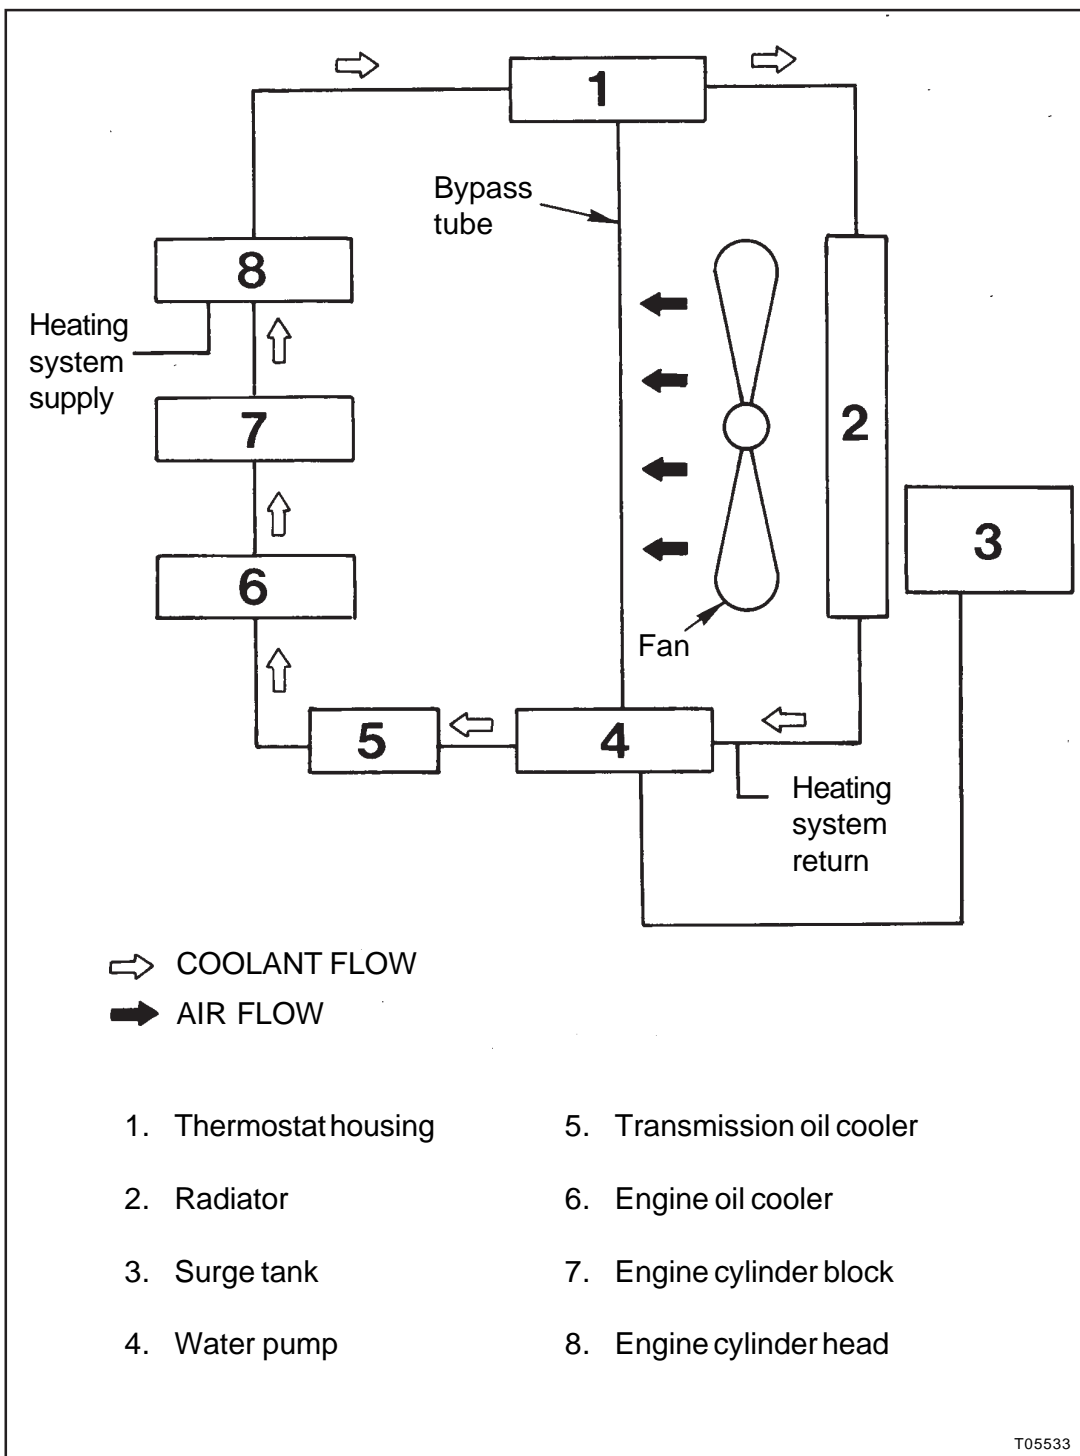 1
Bypass
tube
8
Heating
system
supply
7
2
3
6
Fan
5
4
Heating
system
return
COOLANT FLOW
AIR FLOW
1. Thermostat housing
2. Radiator
3. Surge tank
4. Water pump
5. Transmission oil cooler
6. Engine oil cooler
7. Engine cylinder block
8. Engine cylinder head
T05533